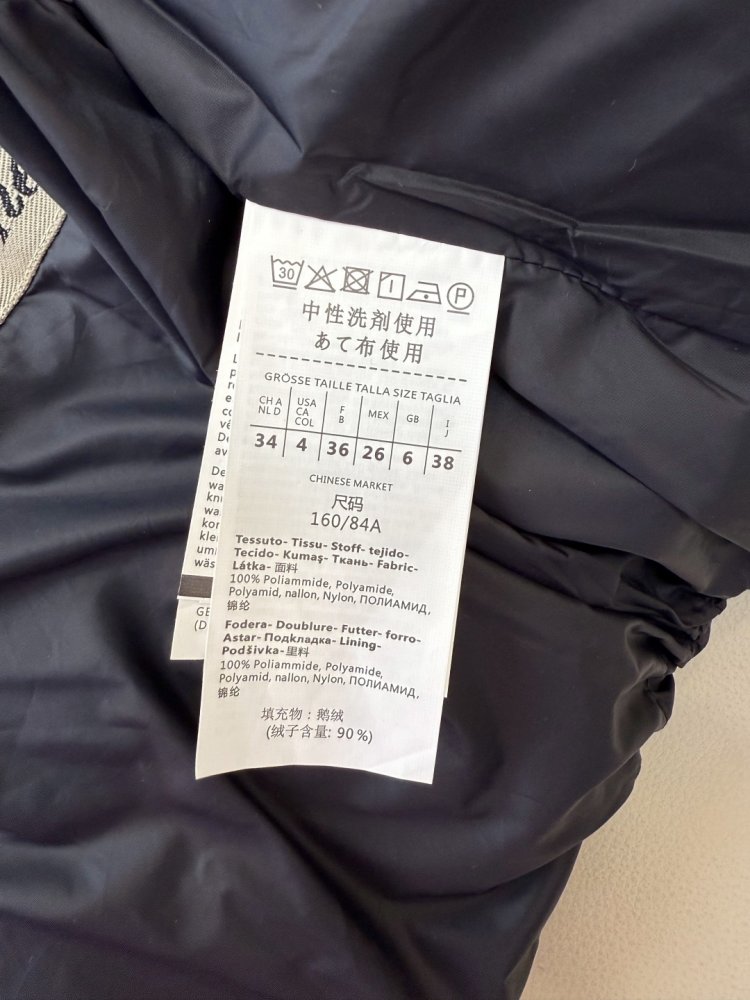 30 P
中性洗剤使用
あて布使用
GRÖSSE TAILLE TALLA SIZE TAGLIA
CH A NL D USA CA COL F B MEX GB I J
34 4 36 26 6 38
CHINESE MARKET
尺码
160/84A
Tessuto- Tissu- Stoff- tejido-
Tecido- Kumaş- Ткань- Fabric-
Látka- 面料
100% Poliammide, Polyamide,
Polyamid, nallon, Nylon, ПОЛИАМИД,
锦纶
Fodera- Doublure- Futter- forro-
Astar- Подкладка- Lining-
Podšivka- 里料
100% Poliammide, Polyamide,
Polyamid, nallon, Nylon, ПОЛИАМИД,
锦纶
填充物：鹅绒
(绒子含量: 90%)